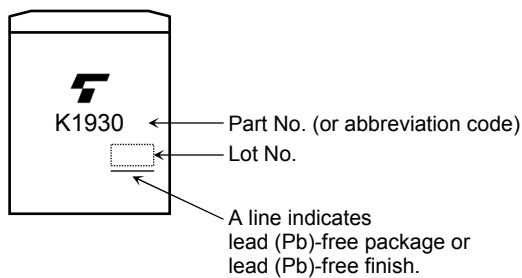 K1930
Part No. (or abbreviation code)
Lot No.
A line indicates
lead (Pb)-free package or
lead (Pb)-free finish.